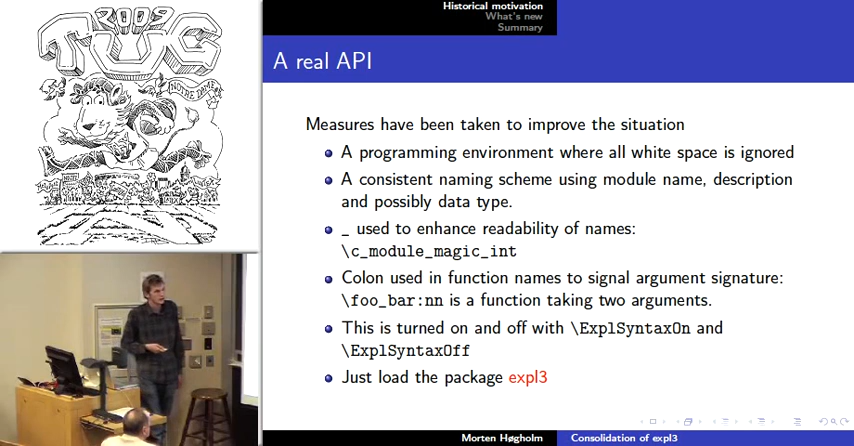 2009
TUG
NOTRE DAME
Historical motivation
What's new
Summary
A real API
Measures have been taken to improve the situation
A programming environment where all white space is ignored
A consistent naming scheme using module name, description
and possibly data type.
_ used to enhance readability of names:
\c_module_magic_int
Colon used in function names to signal argument signature:
\foo_bar:nn is a function taking two arguments.
This is turned on and off with \ExplSyntaxOn and
\ExplSyntaxOff
Just load the package expl3
Morten Høgholm
Consolidation of expl3